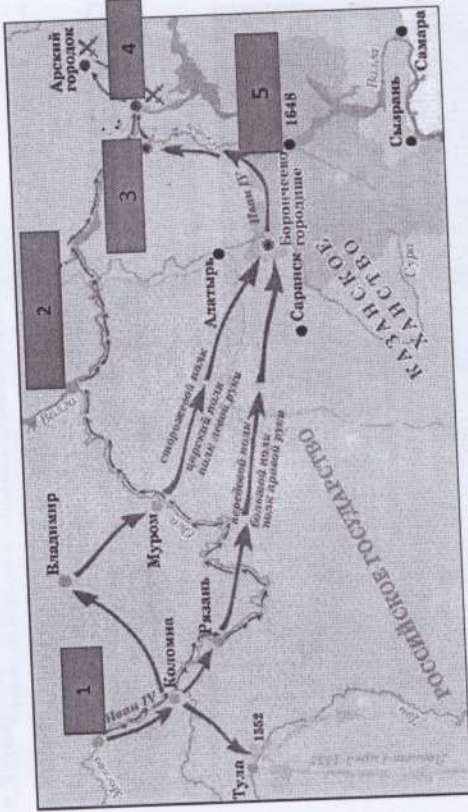 1
Иван IV
Владимир
Коломна
Муром
Ока
Рязань
Тула
1552
Дон
РОССИЙСКОЕ ГОСУДАРСТВО
сторожевой полк
царский полк
полк левой руки
передовой полк
большой полк
полк правой руки
2
Волга
Арский
городок
4
3
5
1648
Иван IV
Алатырь
Борончеево
городище
Саранск
КАЗАНСКОЕ
ХАНСТВО
Сура
Волга
Сызрань
Самара